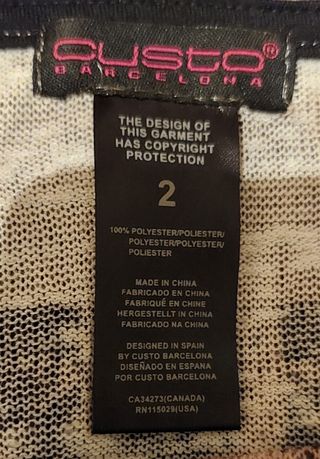 custo®
BARCELONA
THE DESIGN OF
THIS GARMENT
HAS COPYRIGHT
PROTECTION
2
100% POLYESTER/POLIESTER/
POLYESTER/POLYESTER/
POLIESTER
MADE IN CHINA
FABRICADO EN CHINA
FABRIQUÉ EN CHINE
HERGESTELLT IN CHINA
FABRICADO NA CHINA
DESIGNED IN SPAIN
BY CUSTO BARCELONA
DISEÑADO EN ESPAÑA
POR CUSTO BARCELONA
CA34273(CANADA)
RN115029(USA)